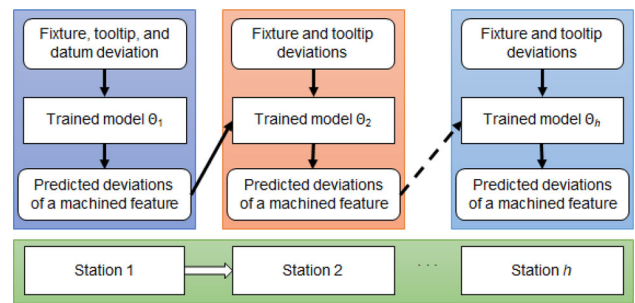 Fixture, tooltip, and
datum deviation
Trained model Θ1
Predicted deviations
of a machined feature
Fixture and tooltip
deviations
Trained model Θ2
Predicted deviations
of a machined feature
Fixture and tooltip
deviations
Trained model Θh
Predicted deviations
of a machined feature
Station 1
Station 2
. . .
Station h